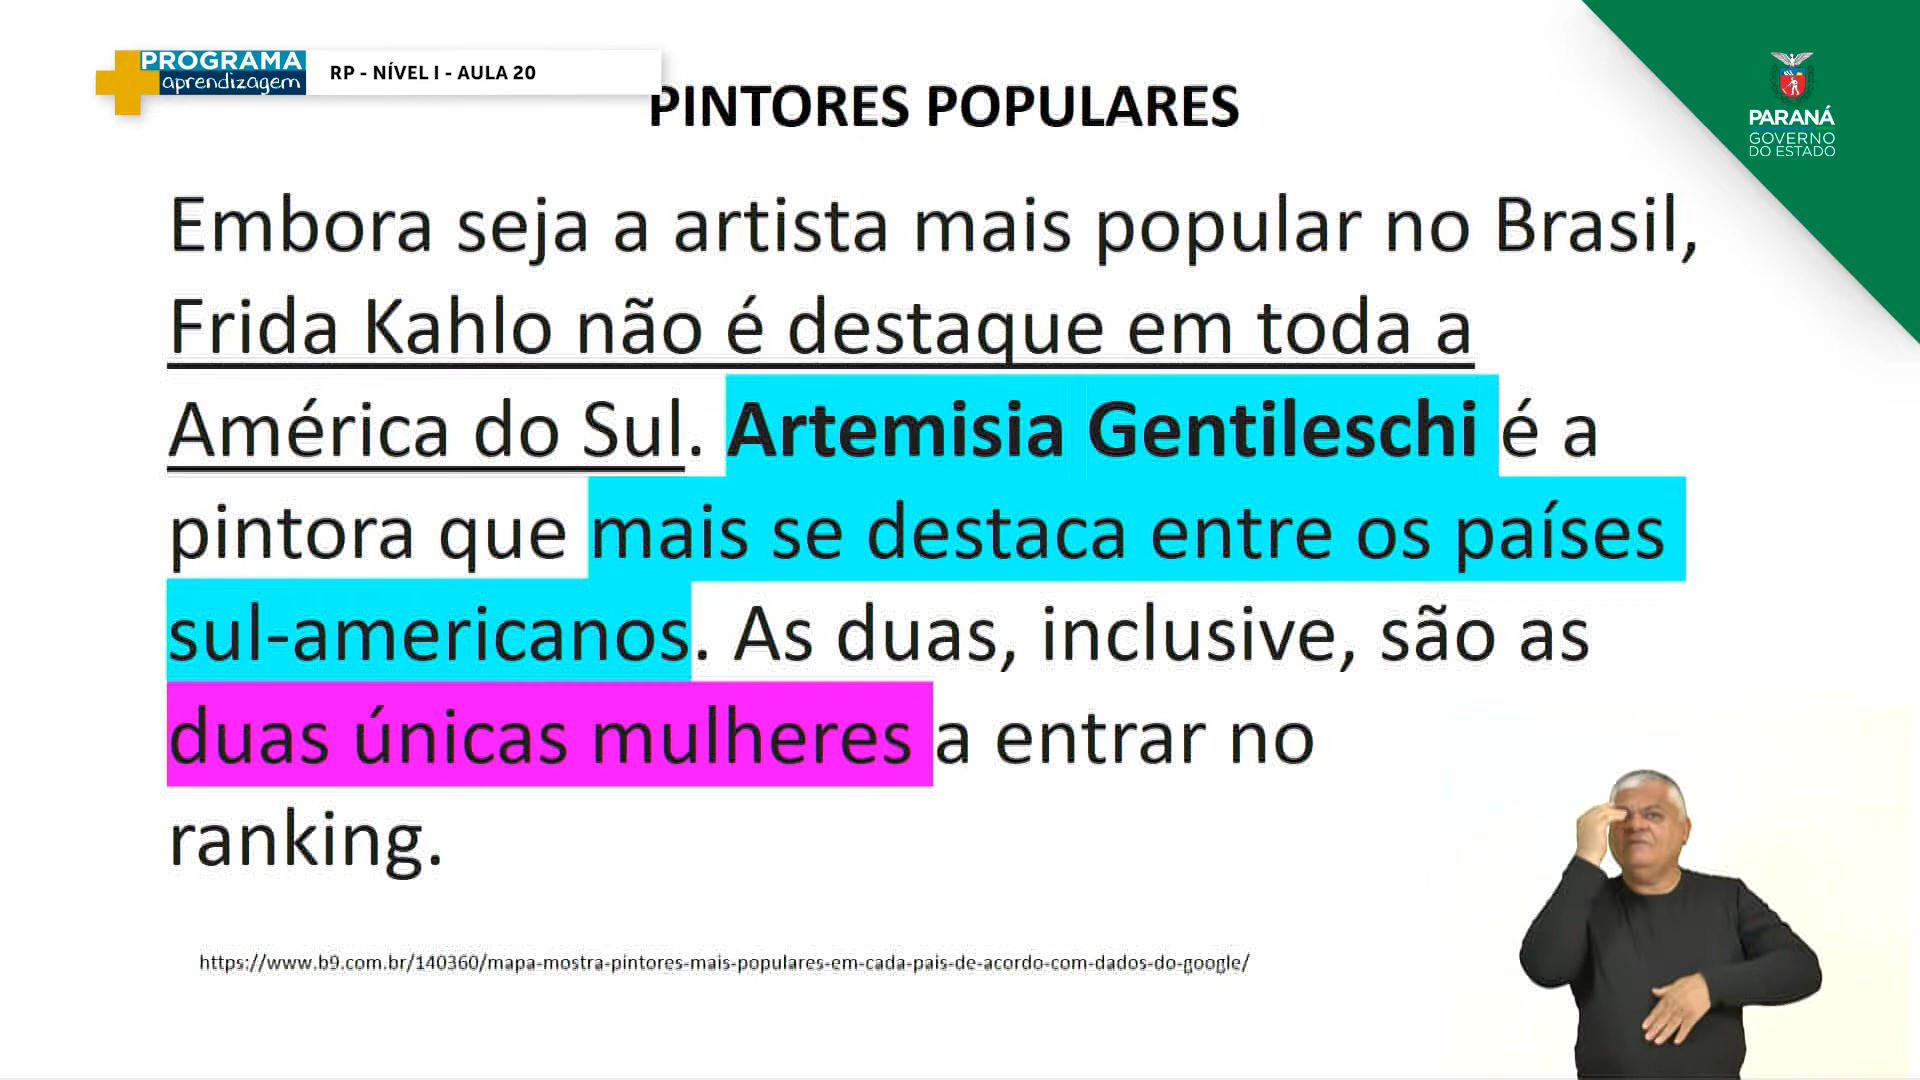 PROGRAMA
aprendizagem
RP - NÍVEL I - AULA 20
PINTORES POPULARES
PARANÁ
GOVERNO
DO ESTADO
Embora seja a artista mais popular no Brasil,
Frida Kahlo não é destaque em toda a
América do Sul. Artemisia Gentileschi é a
pintora que mais se destaca entre os países
sul-americanos. As duas, inclusive, são as
duas únicas mulheres a entrar no
ranking.
https://www.b9.com.br/140360/mapa-mostra-pintores-mais-populares-em-cada-pais-de-acordo-com-dados-do-google/